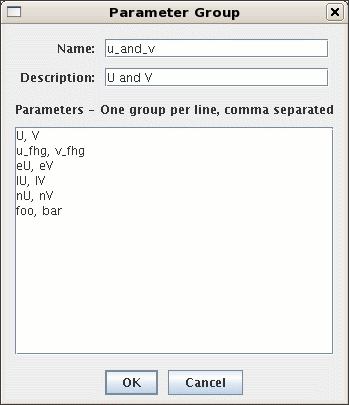 Parameter Group
Name: u_and_v
Description: U and V
Parameters - One group per line, comma separated
U, V
u_fhg, v_fhg
eU, eV
lU, lV
nU, nV
foo, bar
OK Cancel